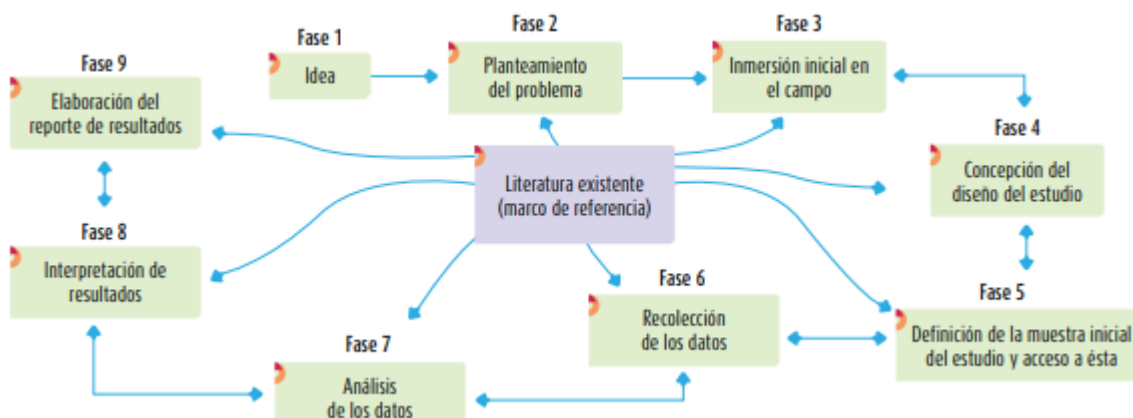 Fase 1
Idea
Fase 2
Planteamiento
del problema
Fase 3
Inmersión inicial en
el campo
Fase 4
Concepción del
diseño del estudio
Fase 5
Definición de la muestra inicial
del estudio y acceso a ésta
Fase 6
Recolección
de los datos
Fase 7
Análisis
de los datos
Fase 8
Interpretación de
resultados
Fase 9
Elaboración del
reporte de resultados
Literatura existente
(marco de referencia)